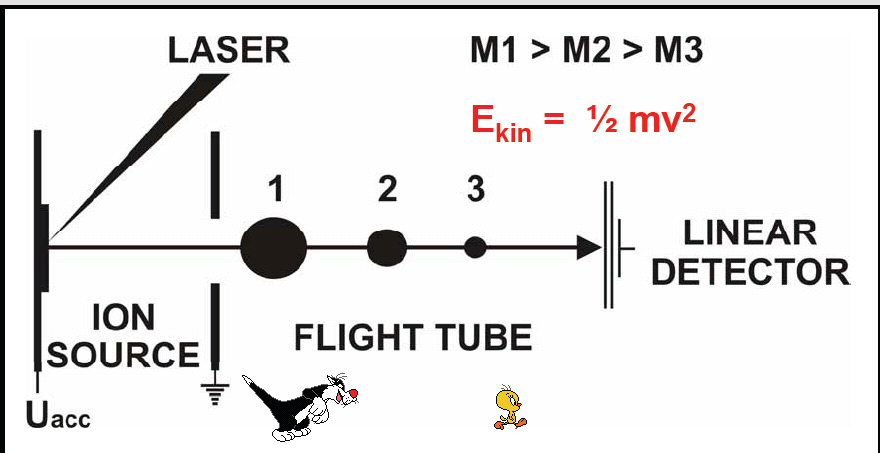 LASER
M1 > M2 > M3
Ekin = ½ mv²
1 2 3
LINEAR
DETECTOR
ION
SOURCE
FLIGHT TUBE
Uacc